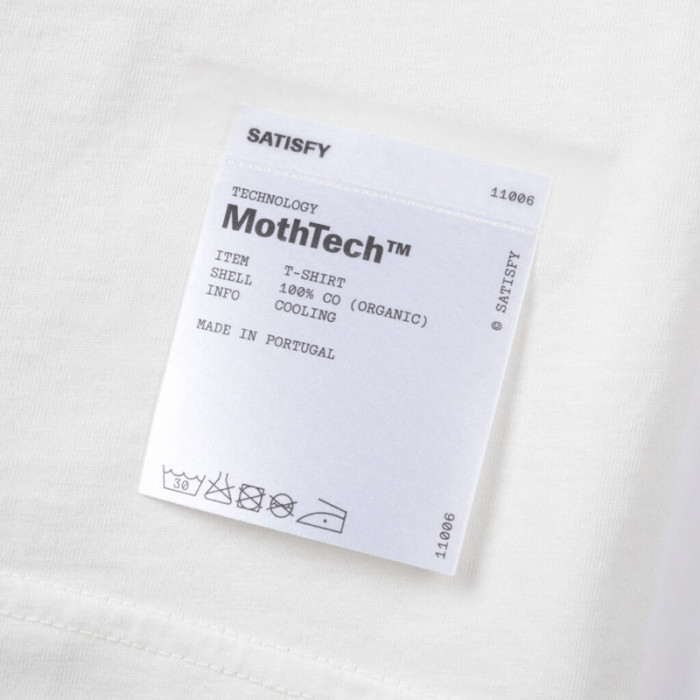 SATISFY
11006
TECHNOLOGY
MothTech™
ITEM T-SHIRT
SHELL 100% CO (ORGANIC)
INFO COOLING
MADE IN PORTUGAL
© SATISFY
30
11006